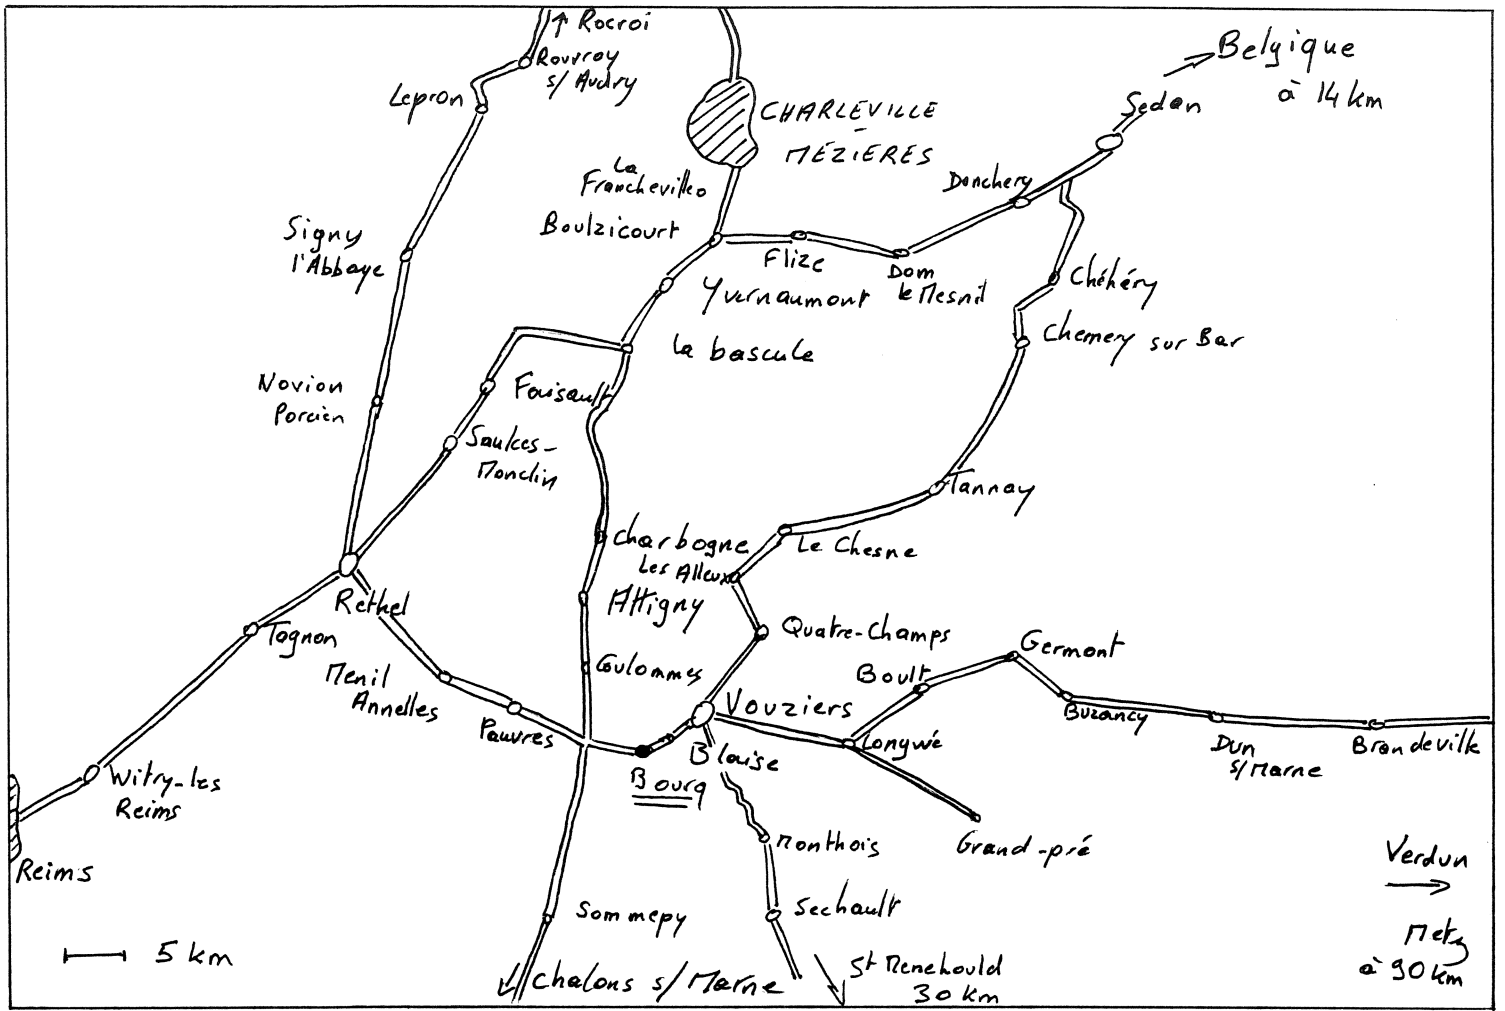 ↑ Rocroi
Rouvroy
s/ Audry
Lepron
Belgique
à 14 km
Sedan
CHARLEVILLE
-
MÉZIÈRES
La
Francheville
Boulzicourt
Donchery
Signy
l'Abbaye
Flize
Dom
le Mesnil
Chéhéry
Yvernaumont
Chemery sur Bar
La bascule
Novion
Porcien
Faisault
Saulces-
Monclin
Tannay
Charbogne
Le Chesne
Les Alleux
Attigny
Rethel
Tagnon
Quatre-Champs
Germont
Coulommes
Boult
Menil
Annelles
Vouziers
Buzancy
Pauvres
Longwé
Dun
s/Marne
Brandeville
Blaise
Bourq
Witry-les
Reims
Monthois
Grand-pré
Verdun
Reims
Sommepy
Sechault
Metz
à 90 km
5 km
Chalons s/Marne
St Menehould
30 km